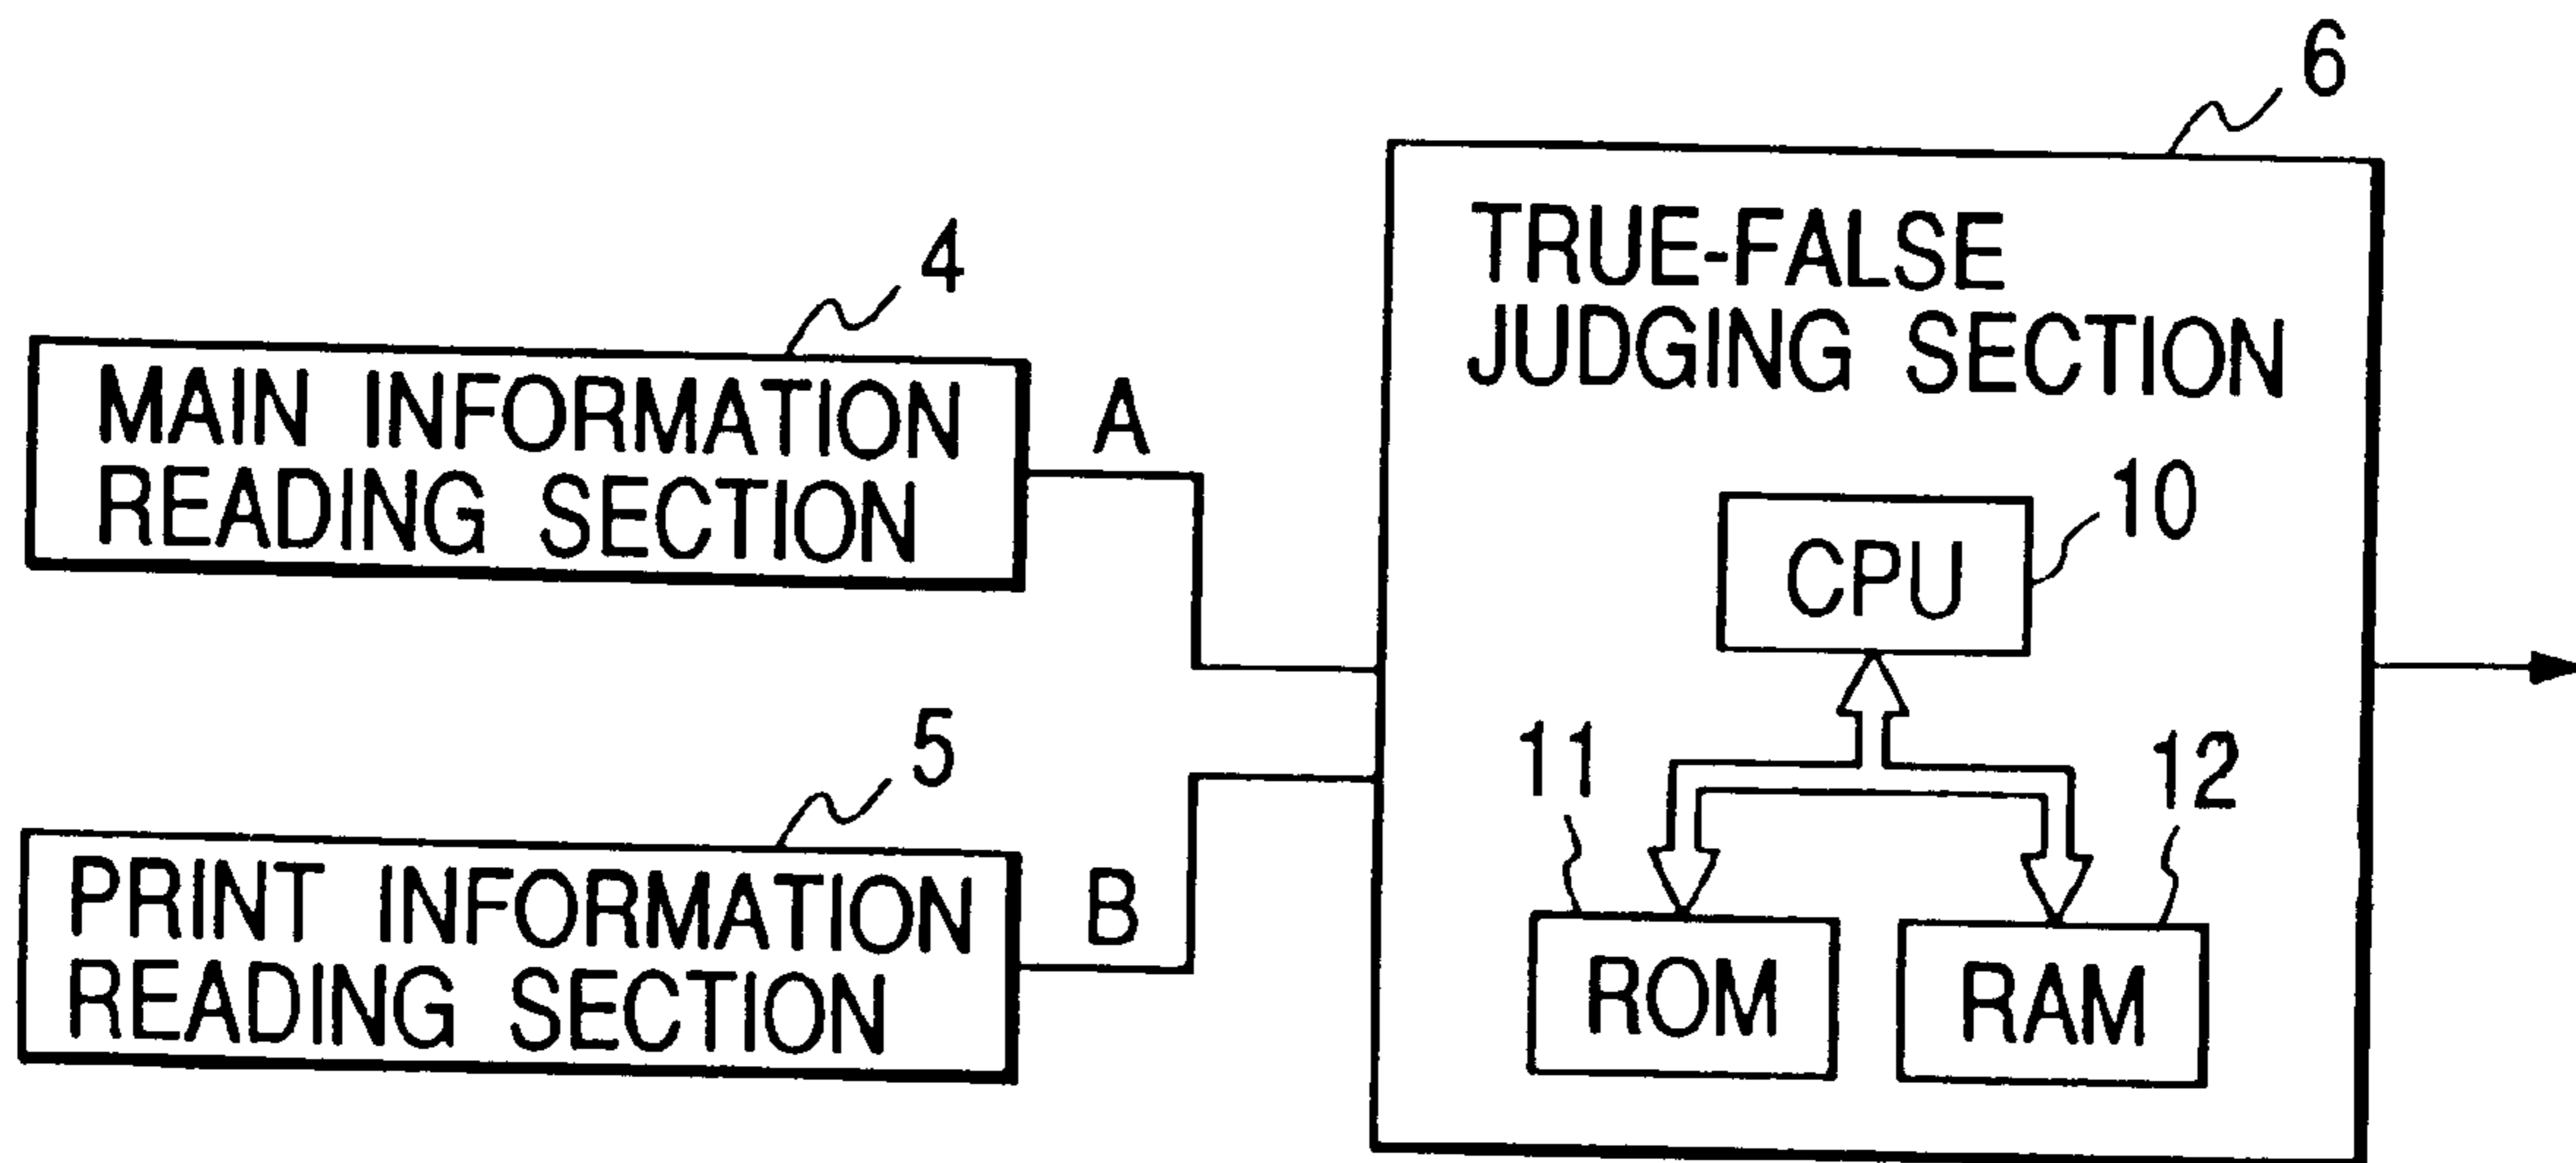 6
4
TRUE-FALSE
JUDGING SECTION
MAIN INFORMATION
READING SECTION
A
10
CPU
5
11
12
PRINT INFORMATION
READING SECTION
B
ROM
RAM